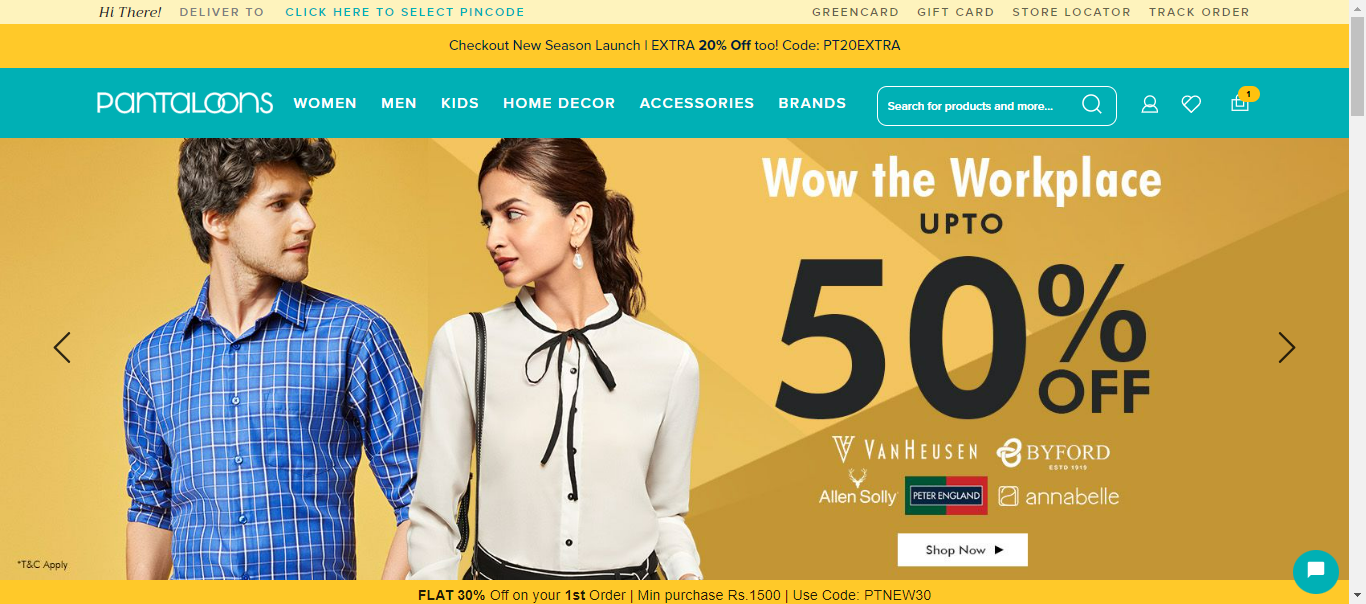 Hi There! DELIVER TO CLICK HERE TO SELECT PINCODE GREENCARD GIFT CARD STORE LOCATOR TRACK ORDER
Checkout New Season Launch | EXTRA 20% Off too! Code: PT20EXTRA
PANTALOONS WOMEN MEN KIDS HOME DECOR ACCESSORIES BRANDS Search for products and more... 1
Wow the Workplace
UPTO
50% OFF
VANHEUSEN BYFORD
ESTD 1919
Allen Solly PETER ENGLAND annabelle
Shop Now
*T&C Apply
FLAT 30% Off on your 1st Order | Min purchase Rs.1500 | Use Code: PTNEW30